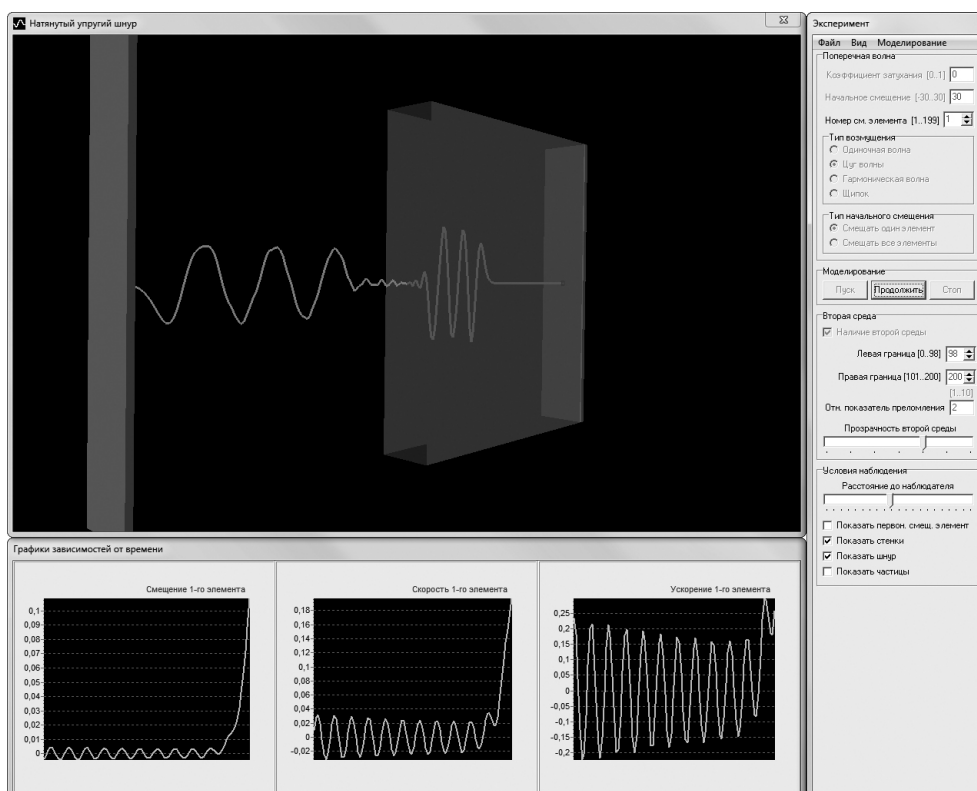 Натянутый упругий шнур
Эксперимент
Файл Вид Моделирование
Поперечная волна
Коэффициент затухания [0..1] 0
Начальное смещение [-30..30] 30
Номер см. элемента [1..199] 1
Тип возмущения
Одиночная волна
Цуг волны
Гармоническая волна
Щипок
Тип начального смещения
Смещать один элемент
Смещать все элементы
Моделирование
Пуск Продолжить Стоп
Вторая среда
Наличие второй среды
Левая граница [0..98] 98
Правая граница [101..200] 200
[1..10]
Отн. показатель преломления 2
Прозрачность второй среды
Условия наблюдения
Расстояние до наблюдателя
Показать первон. смещ. элемент
Показать стенки
Показать шнур
Показать частицы
Графики зависимостей от времени
Смещение 1-го элемента
0,1
0,09
0,08
0,07
0,06
0,05
0,04
0,03
0,02
0,01
0
Скорость 1-го элемента
0,18
0,16
0,14
0,12
0,1
0,08
0,06
0,04
0,02
0
-0,02
Ускорение 1-го элемента
0,25
0,2
0,15
0,1
0,05
0
-0,05
-0,1
-0,15
-0,2